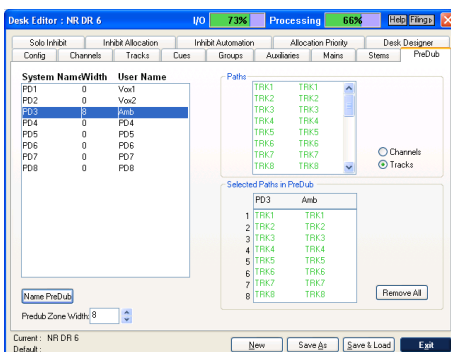 Desk Editor : NR DR 6 I/O 73% Processing 66% Help Filing
Solo Inhibit Inhibit Allocation Inhibit Automation Allocation Priority Desk Designer
Config Channels Tracks Cues Groups Auxiliaries Mains Stems PreDub
System Name Width User Name
PD1 0 Vox1
PD2 0 Vox2
PD3 8 Amb
PD4 0 PD4
PD5 0 PD5
PD6 0 PD6
PD7 0 PD7
PD8 0 PD8
Name PreDub
Predub Zone Width: 8
Paths
TRK1 TRK1
TRK2 TRK2
TRK3 TRK3
TRK4 TRK4
TRK5 TRK5
TRK6 TRK6
TRK7 TRK7
TRK8 TRK8
Channels
Tracks
Selected Paths in PreDub
PD3 Amb
1 TRK1 TRK1
2 TRK2 TRK2
3 TRK3 TRK3
4 TRK4 TRK4
5 TRK5 TRK5
6 TRK6 TRK6
7 TRK7 TRK7
8 TRK8 TRK8
Remove All
Current : NR DR 6
Default :
New Save As Save & Load Exit